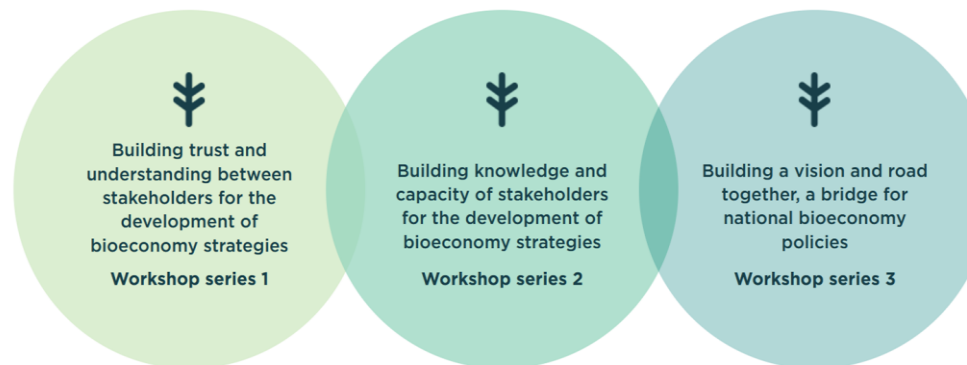 Building trust and
understanding between
stakeholders for the
development of
bioeconomy strategies
Workshop series 1
Building knowledge and
capacity of stakeholders
for the development of
bioeconomy strategies
Workshop series 2
Building a vision and road
together, a bridge for
national bioeconomy
policies
Workshop series 3